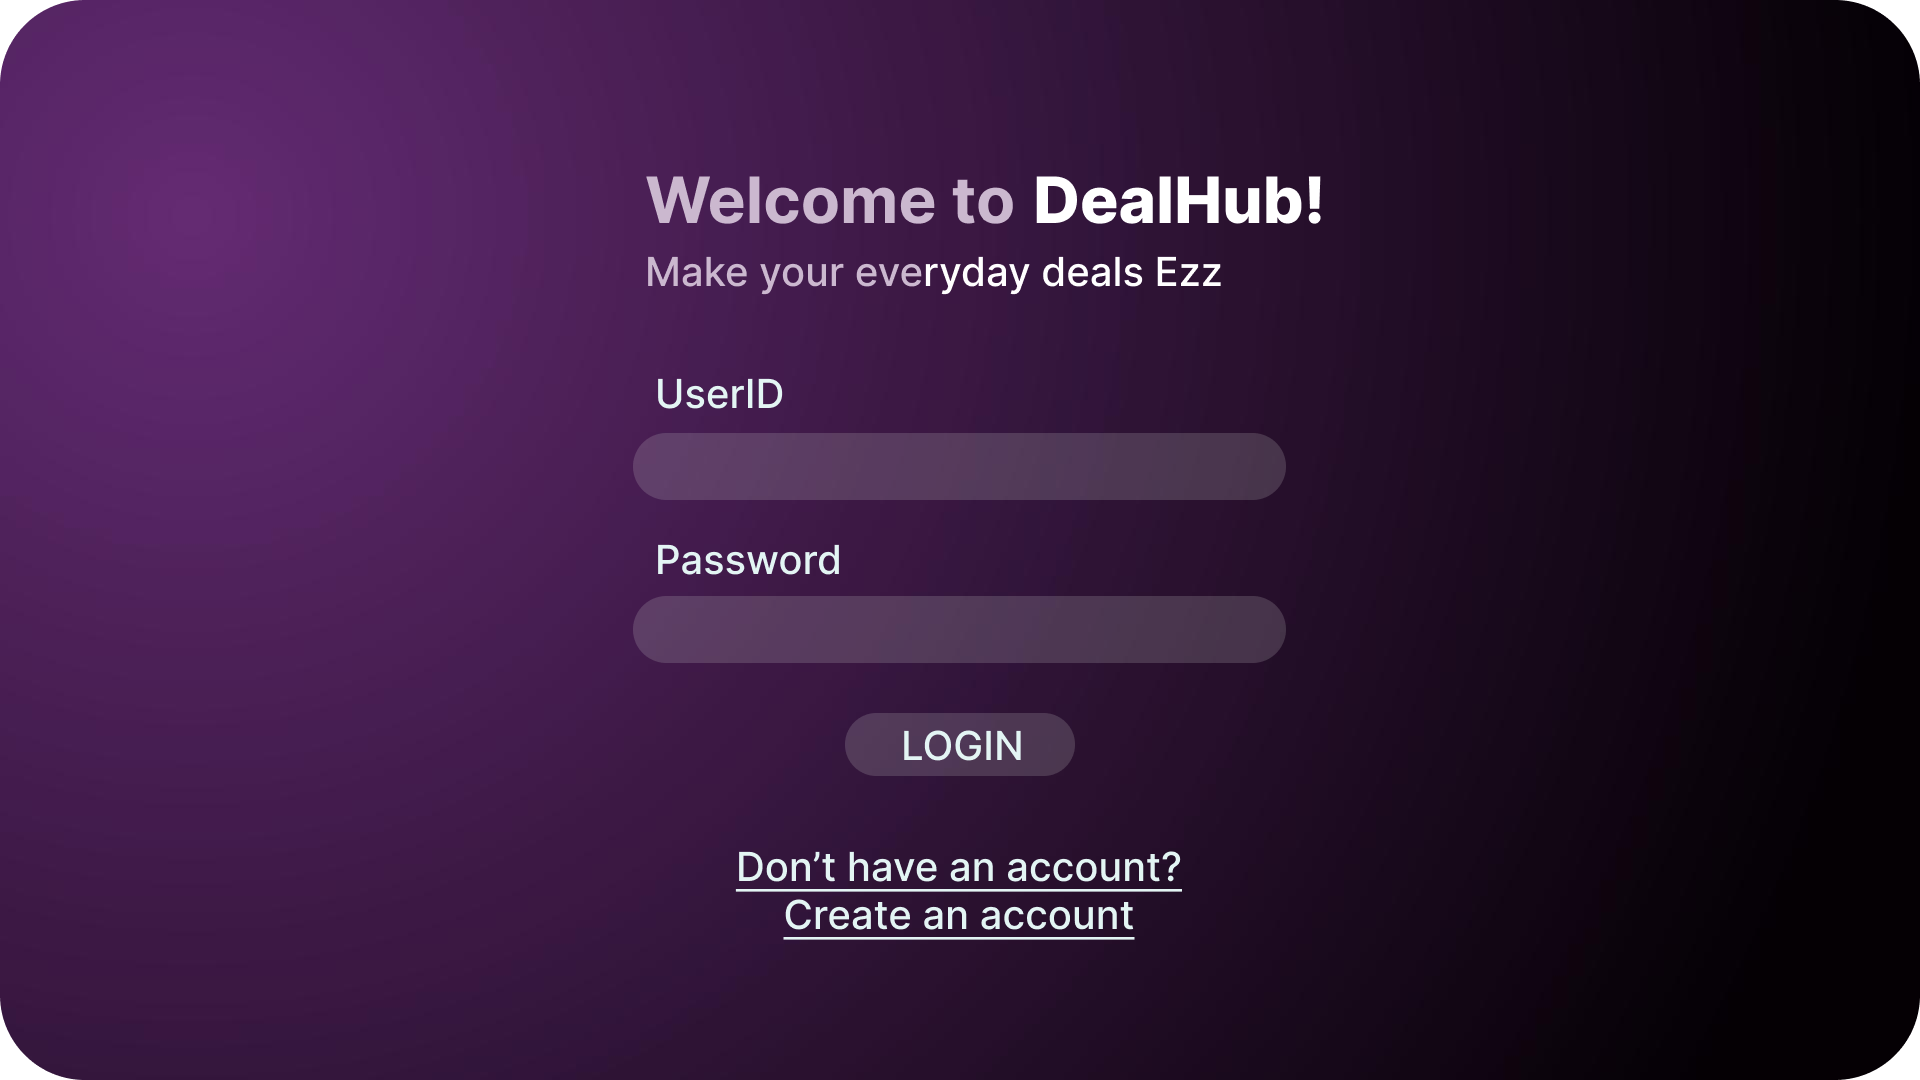 Welcome to DealHub!
Make your everyday deals Ezz
UserID
Password
LOGIN
Don’t have an account?
Create an account